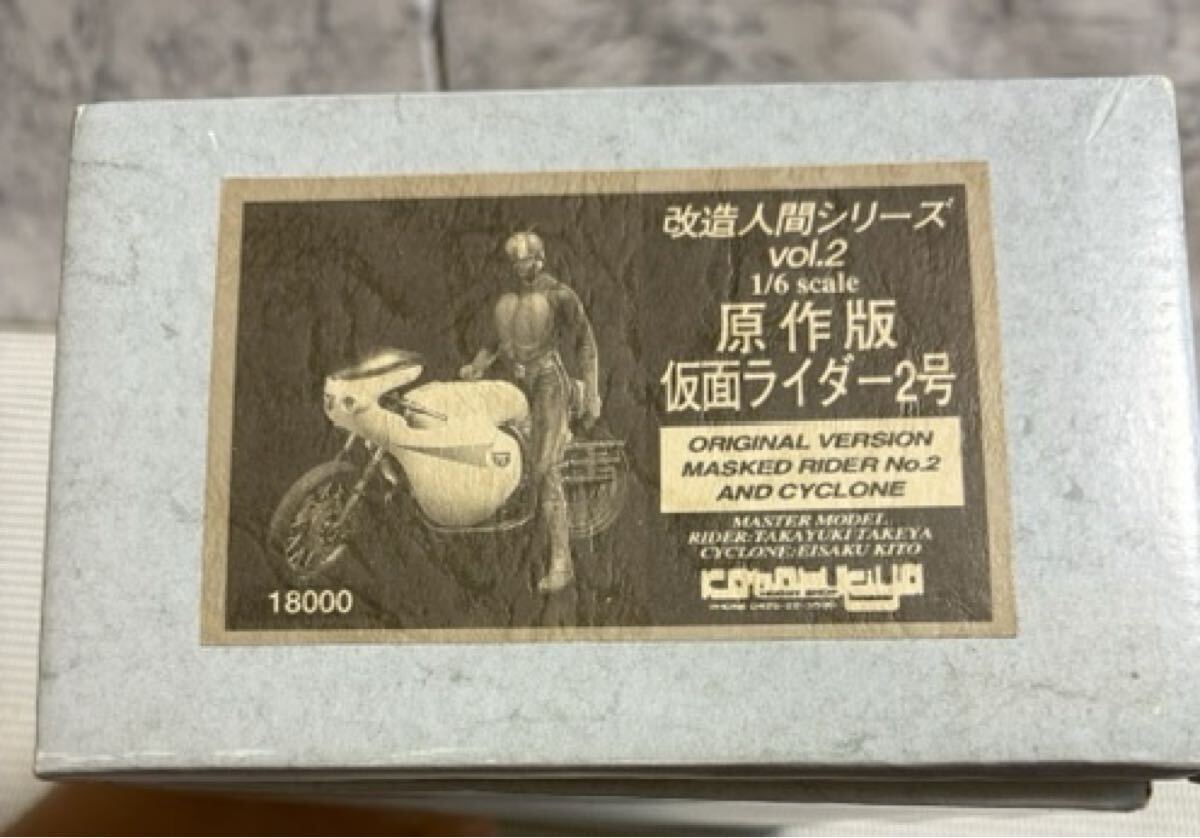 改造人間シリーズ
vol.2
1/6 scale
原作版
仮面ライダー2号
ORIGINAL VERSION
MASKED RIDER No.2
AND CYCLONE
MASTER MODEL
RIDER:TAKAYUKI TAKEYA
CYCLONE:EISAKU KITO
18000